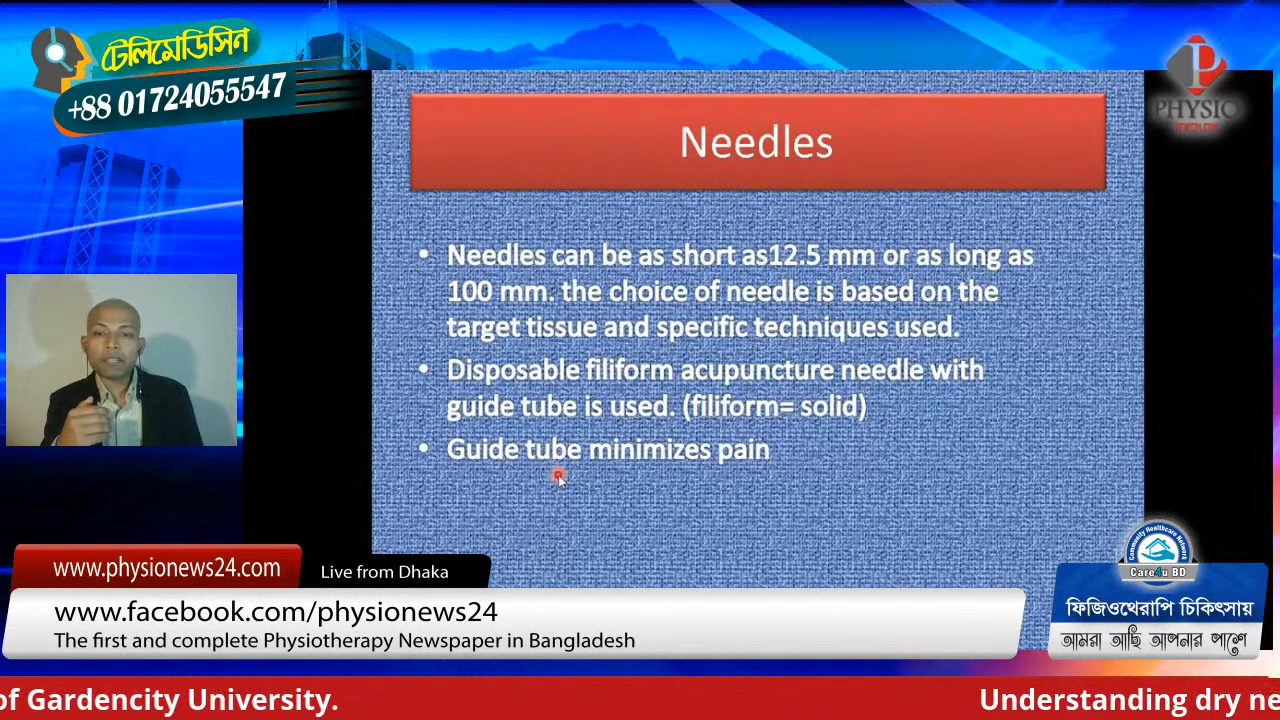 টেলিমেডিসিন
+88 01724055547
PHYSIO
Needles
• Needles can be as short as12.5 mm or as long as
100 mm. the choice of needle is based on the
target tissue and specific techniques used.
• Disposable filiform acupuncture needle with
guide tube is used. (filiform= solid)
• Guide tube minimizes pain
www.physionews24.com
Live from Dhaka
www.facebook.com/physionews24
The first and complete Physiotherapy Newspaper in Bangladesh
Community Healthcare Network
Care4u BD
ফিজিওথেরাপি চিকিৎসায়
আমরা আছি আপনার পাশে
of Gardencity University.
Understanding dry ne